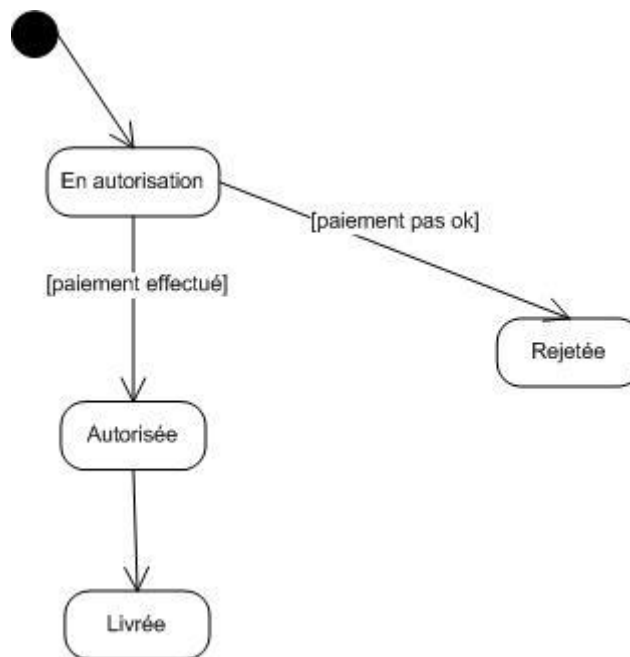 En autorisation
[paiement pas ok]
[paiement effectué]
Rejetée
Autorisée
Livrée